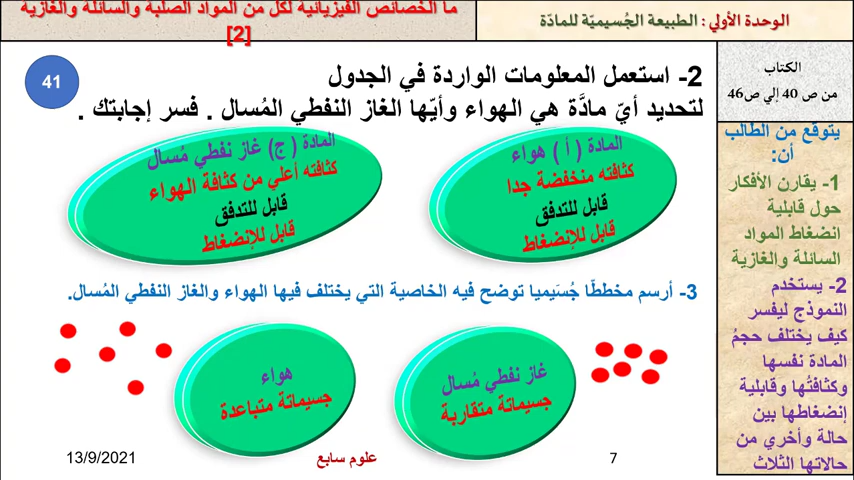 الوحدة الأولي : الطبيعة الجُسيميّة للمادّة
ما الخصائص الفيزيائية لكل من المواد الصلبة والسائلة والغازية
[2]
الكتاب
من ص 40 إلي ص46
يتوقع من الطالب
أن:
1- يقارن الأفكار
حول قابلية
انضغاط المواد
السائلة والغازية
2- يستخدم
النموذج ليفسر
كيف يختلف حجمُ
المادة نفسها
وكثافتُها وقابلية
إنضغاطها بين
حالة وأخري من
حالاتها الثلاث
41
2- استعمل المعلومات الواردة في الجدول
لتحديد أيّ مادَّة هي الهواء وأيّها الغاز النفطي المُسال . فسر إجابتك .
المادة ( أ ) هواء
كثافته منخفضة جدا
قابل للتدفق
قابل للإنضغاط
المادة ( ج) غاز نفطي مُسال
كثافته أعلي من كثافة الهواء
قابل للتدفق
قابل للإنضغاط
3- أرسم مخططًا جُسَيميا توضح فيه الخاصية التي يختلف فيها الهواء والغاز النفطي المُسال.
غاز نفطي مُسال
جسيماتة متقاربة
هواء
جسيماتة متباعدة
13/9/2021
علوم سابع
7